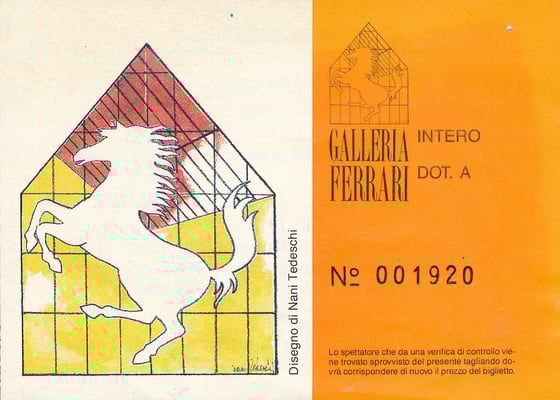 Disegno di Nani Tedeschi
GALLERIA
FERRARI
INTERO
DOT. A
Nº 001920
Lo spettatore che da una verifica di controllo vie-
ne trovato sprovvisto del presente tagliando do-
vrà corrispondere di nuovo il prezzo del biglietto.